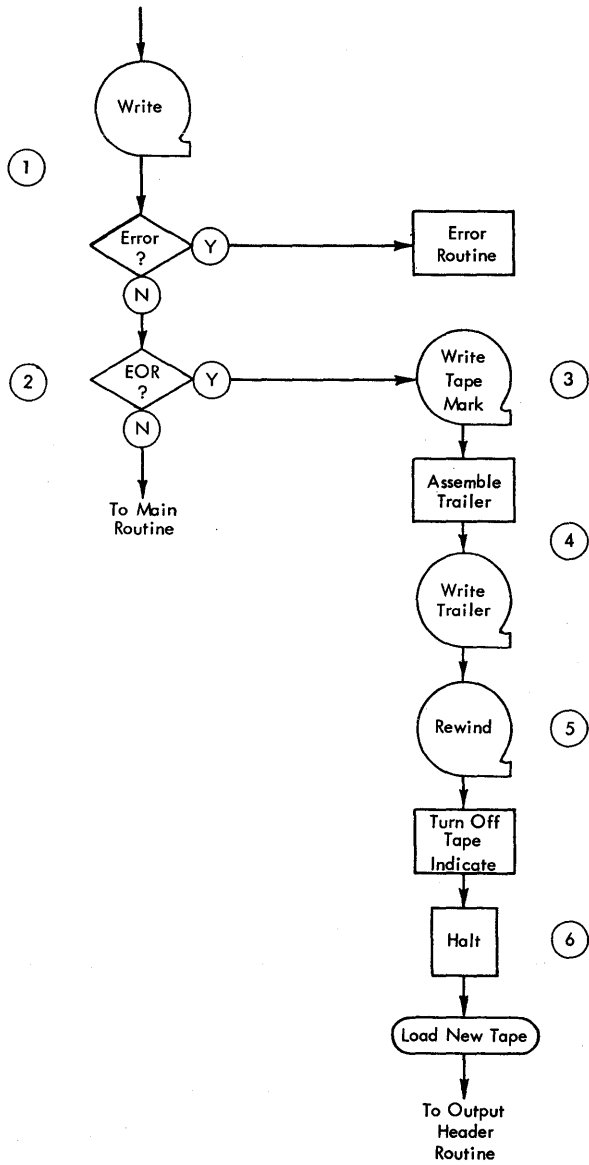 Write
1
Error
?
Y
Error
Routine
N
2
EOR
?
Y
Write
Tape
Mark
3
N
To Main
Routine
Assemble
Trailer
4
Write
Trailer
Rewind
5
Turn Off
Tape
Indicate
Halt
6
Load New Tape
To Output
Header
Routine